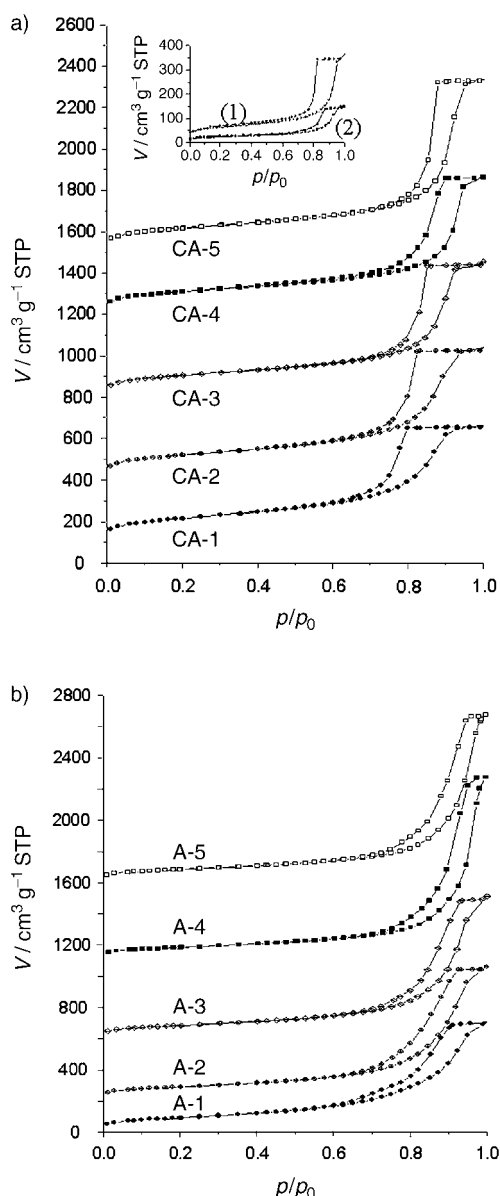 a)
2600
2400
2200
2000
1800
1600
1400
1200
1000
800
600
400
200
0
V / cm³ g⁻¹ STP
400
350
300
250
200
150
100
50
0
V / cm³ g⁻¹ STP
(1)
(2)
0.0 0.2 0.4 0.6 0.8 1.0
p/p₀
CA-5
CA-4
CA-3
CA-2
CA-1
0.0 0.2 0.4 0.6 0.8 1.0
p/p₀
b)
2800
2400
2000
1600
1200
800
400
0
V / cm³ g⁻¹ STP
A-5
A-4
A-3
A-2
A-1
0.0 0.2 0.4 0.6 0.8 1.0
p/p₀